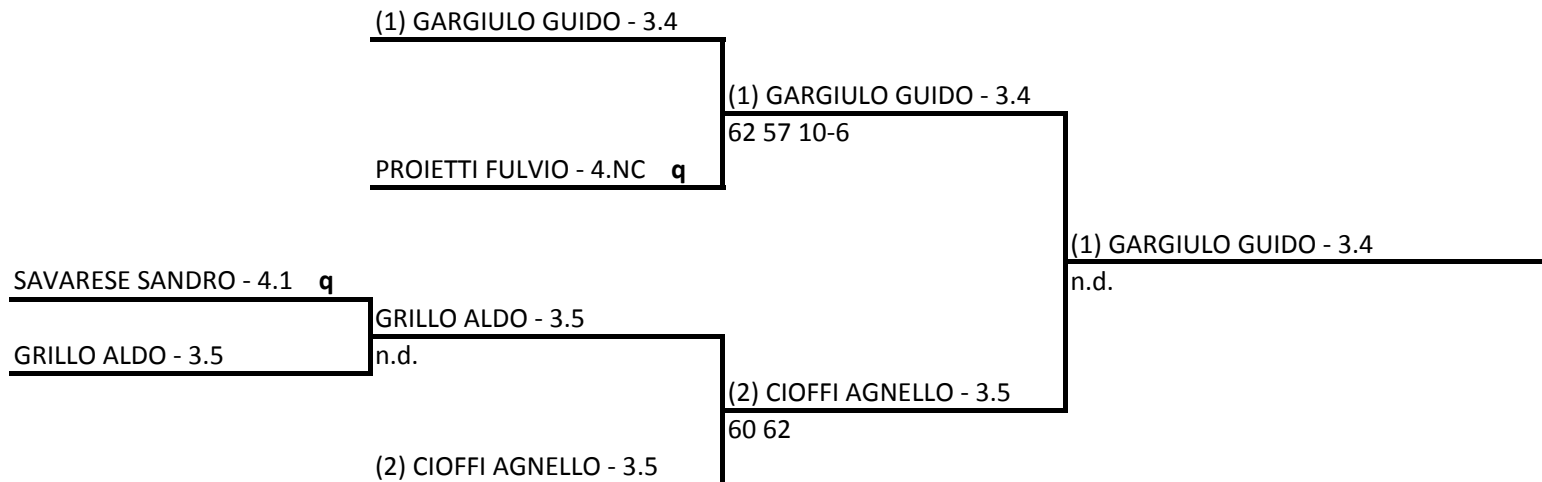 (1) GARGIULO GUIDO - 3.4
(1) GARGIULO GUIDO - 3.4
62 57 10-6
PROIETTI FULVIO - 4.NC q
(1) GARGIULO GUIDO - 3.4
n.d.
SAVARESE SANDRO - 4.1 q
GRILLO ALDO - 3.5
n.d.
GRILLO ALDO - 3.5
(2) CIOFFI AGNELLO - 3.5
60 62
(2) CIOFFI AGNELLO - 3.5